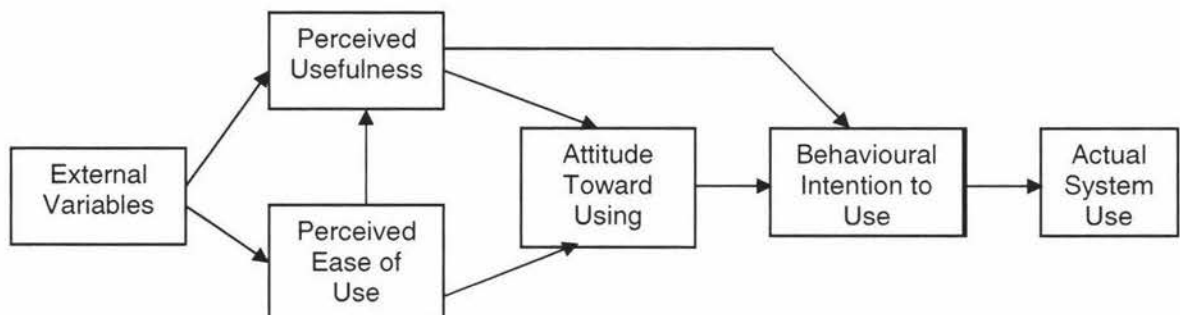 Perceived
Usefulness
External
Variables
Perceived
Ease of
Use
Attitude
Toward
Using
Behavioural
Intention to
Use
Actual
System
Use